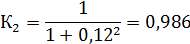 К₂ = 1 / (1 + 0,12²) = 0,986